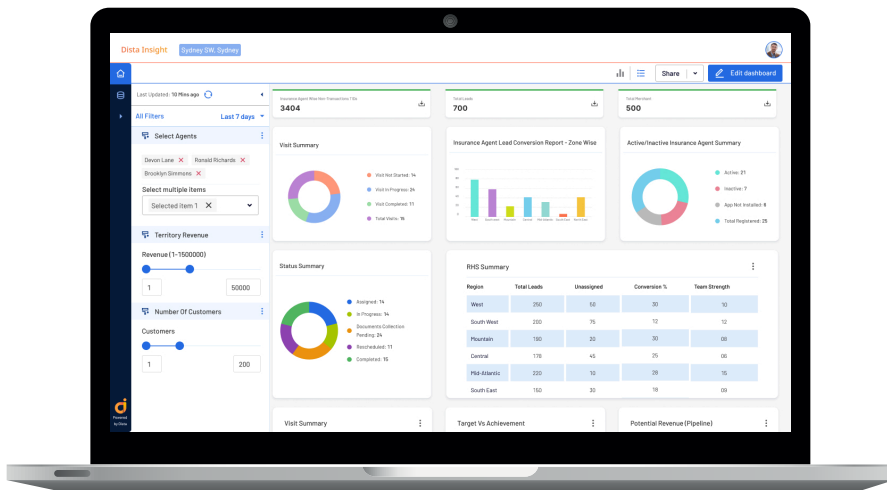 Dista Insight
Sydney SW, Sydney
Share
Edit dashboard
Last Updated: 10 Mins ago
All Filters
Last 7 days
Select Agents
Devon Lane
Ronald Richards
Brooklyn Simmons
Select multiple items
Selected item 1
Territory Revenue
Revenue (1-1500000)
1
50000
Number Of Customers
Customers
1
200
Powered
by Dista
3404
Total Leads
700
500
Visit Summary
Visit Not Started: 14
Visit In Progress: 24
Visit Completed: 11
Total Visits: 15
Insurance Agent Lead Conversion Report - Zone Wise
Active/Inactive Insurance Agent Summary
Active: 21
Inactive: 7
App Not Installed: 6
Total Registered: 25
Status Summary
Assigned: 14
In Progress: 14
Documents Collection
Pending: 24
Rescheduled: 11
Completed: 15
RHS Summary
Region Total Leads Unassigned Conversion % Team Strength
West 250 50 30 10
South West 200 75 12 12
Mountain 190 20 30 08
Central 178 45 25 06
Mid-Atlantic 220 10 28 15
South East 150 30 18 09
Visit Summary
Target Vs Achievement
Potential Revenue (Pipeline)